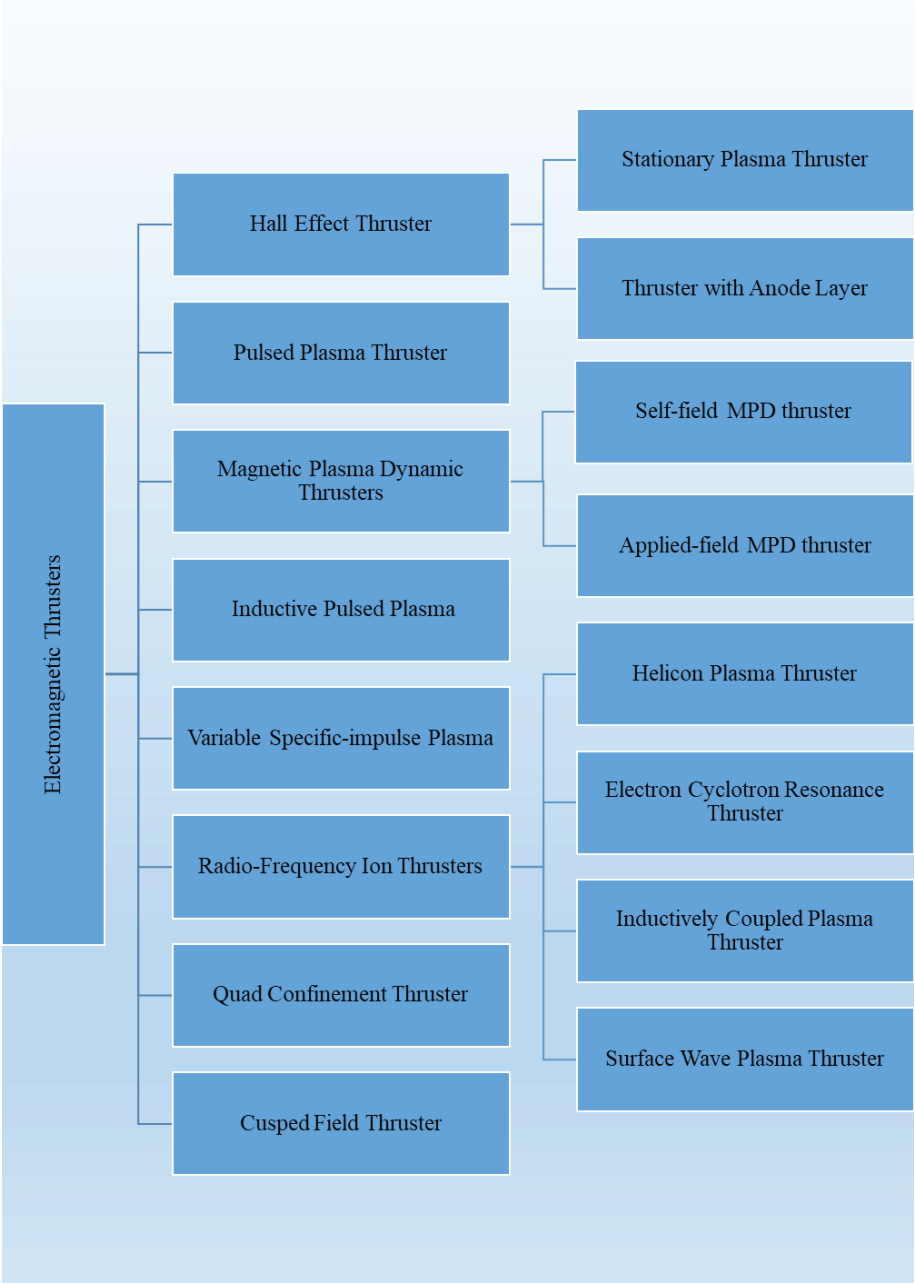 Electromagnetic Thrusters
Hall Effect Thruster
Stationary Plasma Thruster
Thruster with Anode Layer
Pulsed Plasma Thruster
Magnetic Plasma Dynamic
Thrusters
Self-field MPD thruster
Applied-field MPD thruster
Inductive Pulsed Plasma
Variable Specific-impulse Plasma
Radio-Frequency Ion Thrusters
Helicon Plasma Thruster
Electron Cyclotron Resonance
Thruster
Inductively Coupled Plasma
Thruster
Surface Wave Plasma Thruster
Quad Confinement Thruster
Cusped Field Thruster